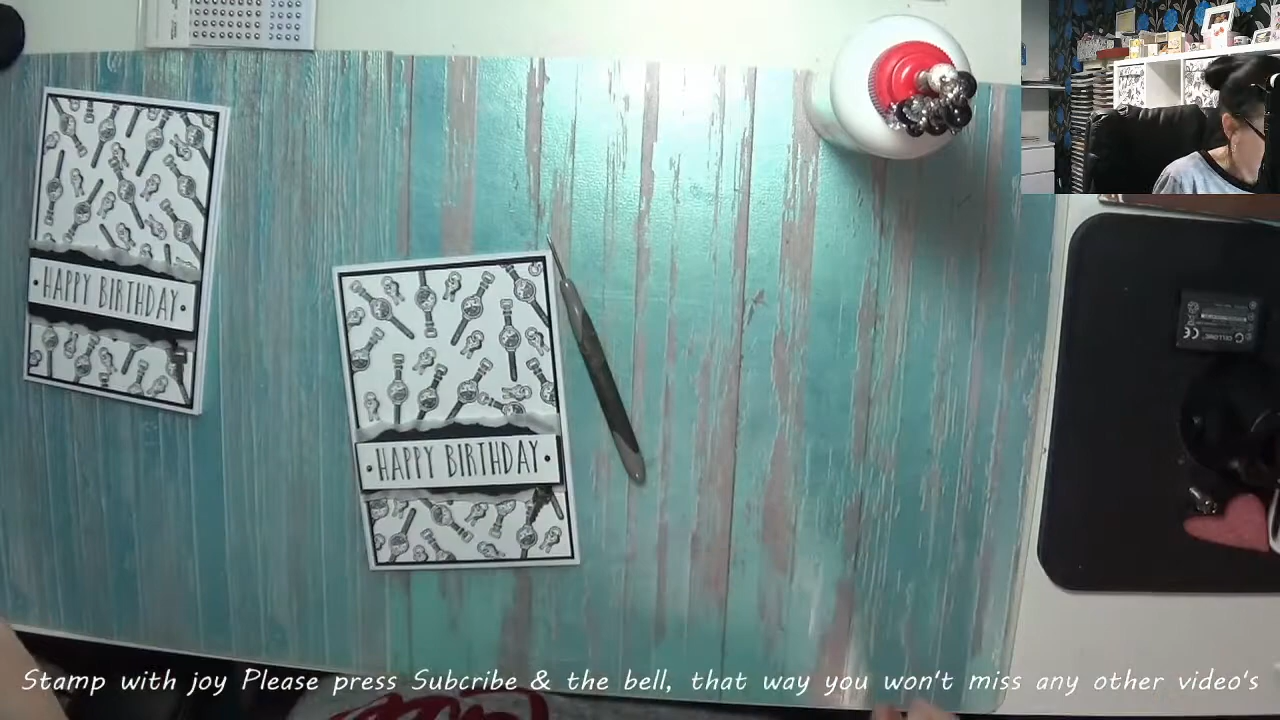 HAPPY BIRTHDAY
HAPPY BIRTHDAY
Stamp with joy Please press Subcribe & the bell, that way you won't miss any other video's